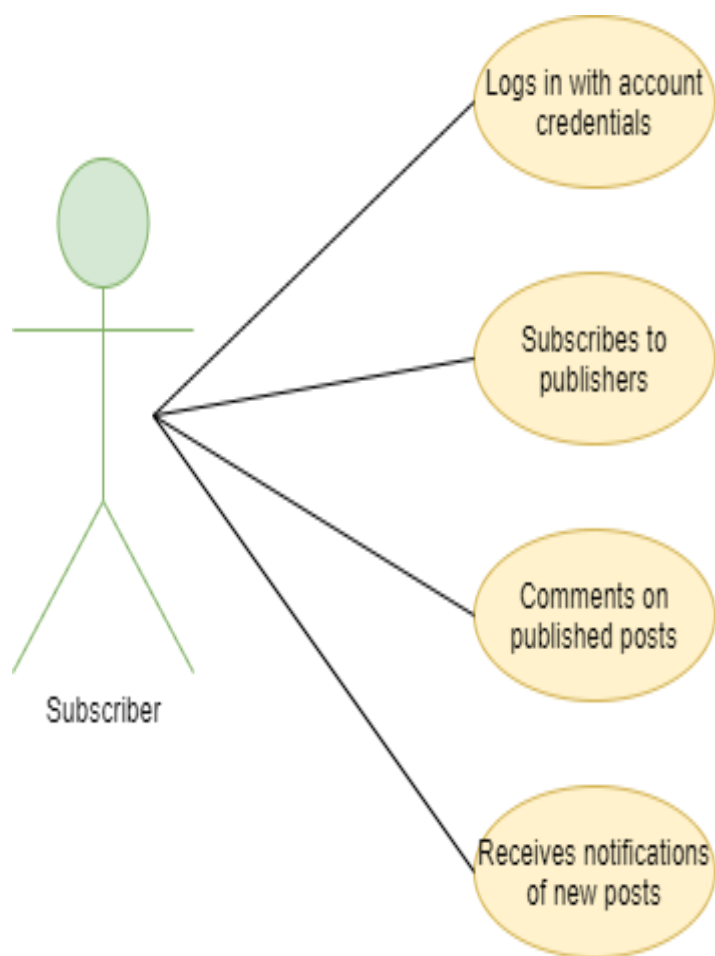 Logs in with account
credentials
Subscribes to
publishers
Comments on
published posts
Subscriber
Receives notifications
of new posts